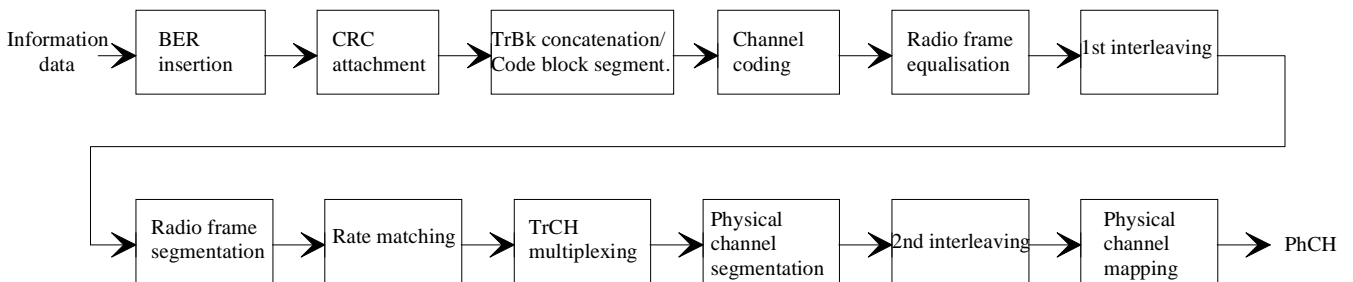 Information
data
BER
insertion
CRC
attachment
TrBk concatenation/
Code block segment.
Channel
coding
Radio frame
equalisation
1st interleaving
Radio frame
segmentation
Rate matching
TrCH
multiplexing
Physical
channel
segmentation
2nd interleaving
Physical
channel
mapping
PhCH